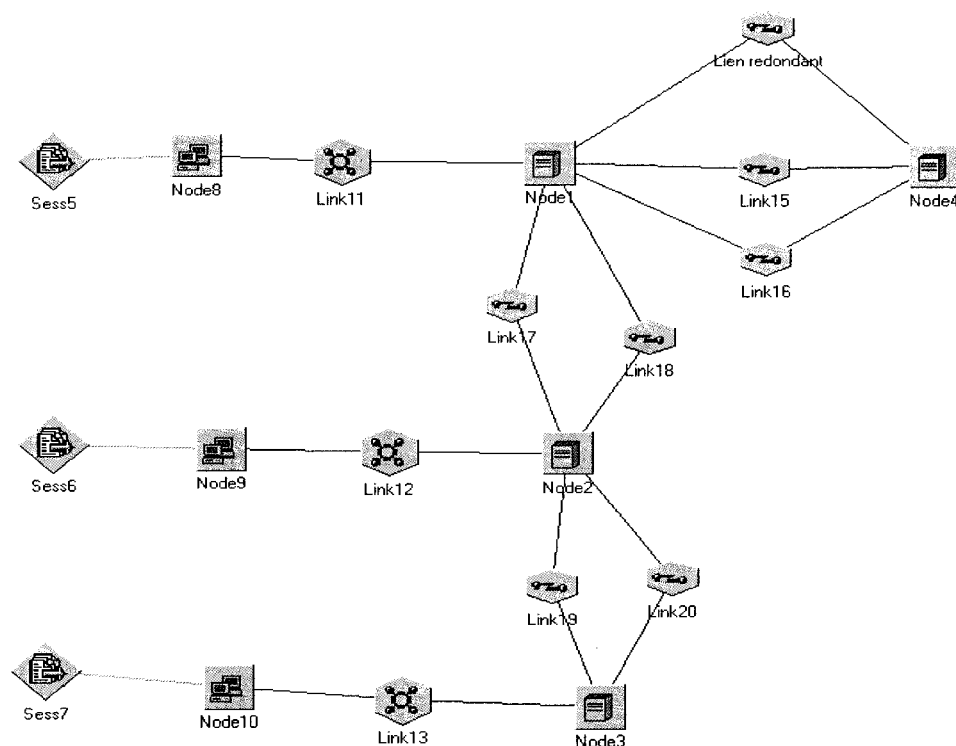 Lien redondant
Sess5
Node8
Link11
Node1
Link15
Node4
Link16
Link17
Link18
Sess6
Node9
Link12
Node2
Link19
Link20
Sess7
Node10
Link13
Node3